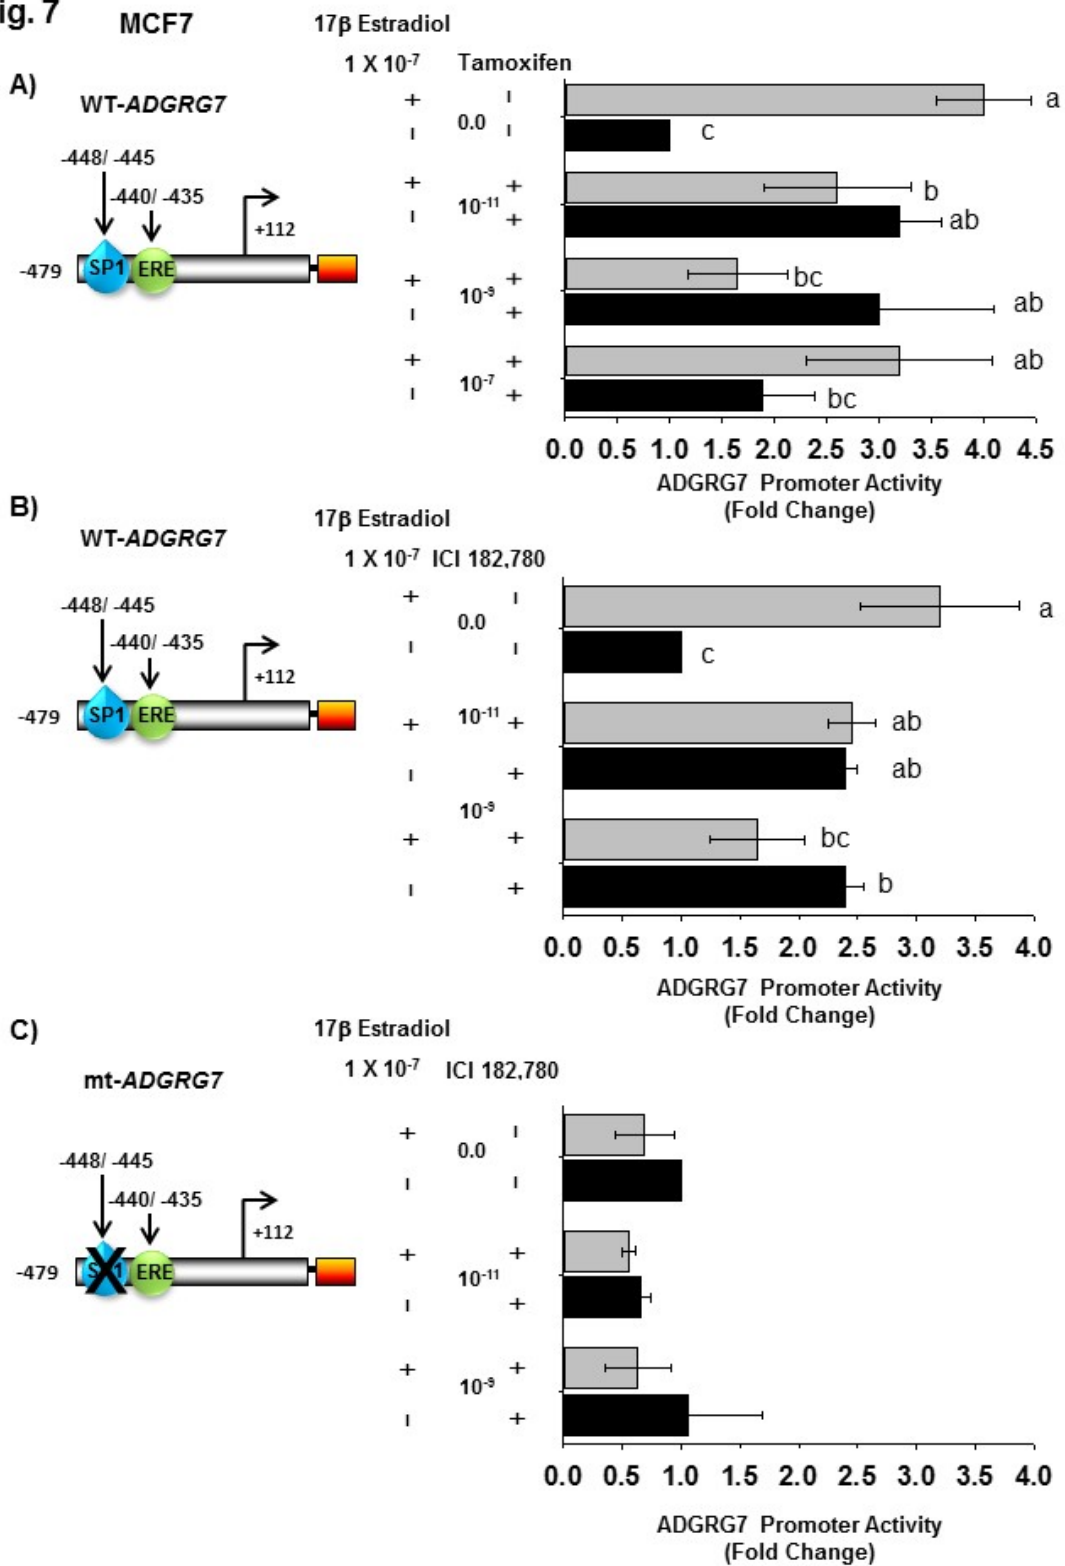 ig. 7
MCF7
17β Estradiol
1 X 10-7 Tamoxifen
A)
WT-ADGRG7
+ –
0.0
– –
a
c
-448/ -445
-440/ -435
+112
-479
SP1 ERE
+ +
10-11
– +
b
ab
+ +
10-9
– +
bc
ab
+ +
10-7
– +
ab
bc
0.0 0.5 1.0 1.5 2.0 2.5 3.0 3.5 4.0 4.5
ADGRG7 Promoter Activity
(Fold Change)
B)
WT-ADGRG7
17β Estradiol
1 X 10-7 ICI 182,780
-448/ -445
-440/ -435
+112
-479
SP1 ERE
+ –
0.0
– –
a
c
10-11
+ +
– +
ab
ab
10-9
+ +
– +
bc
b
0.0 0.5 1.0 1.5 2.0 2.5 3.0 3.5 4.0
ADGRG7 Promoter Activity
(Fold Change)
C)
mt-ADGRG7
17β Estradiol
1 X 10-7 ICI 182,780
-448/ -445
-440/ -435
+112
-479
SP1 ERE
+ –
0.0
– –
+ +
10-11
– +
+ +
10-9
– +
0.0 0.5 1.0 1.5 2.0 2.5 3.0 3.5 4.0
ADGRG7 Promoter Activity
(Fold Change)